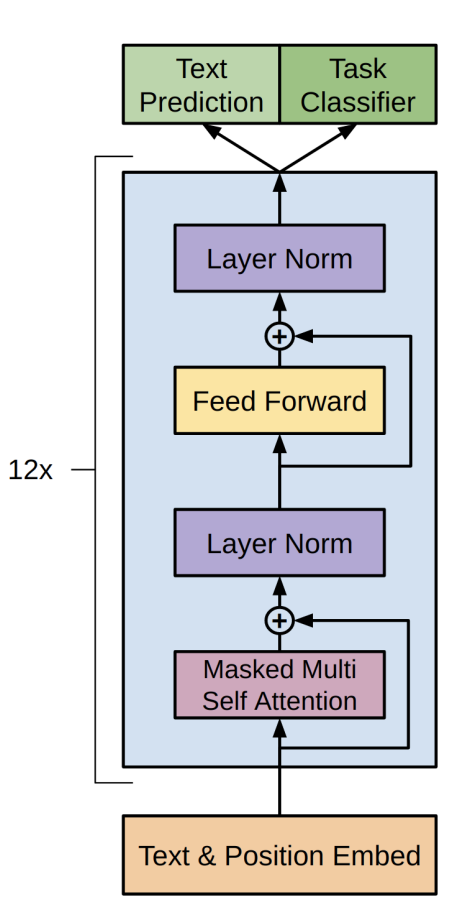 Text
Prediction
Task
Classifier
Layer Norm
+
Feed Forward
12x
Layer Norm
+
Masked Multi
Self Attention
Text & Position Embed